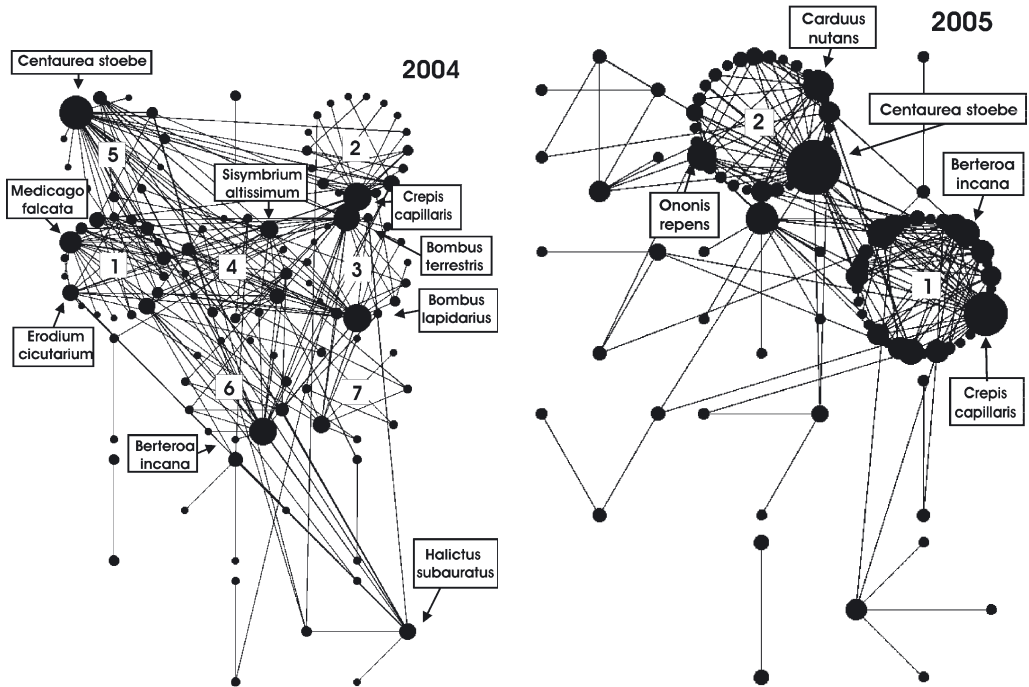 2004
Centaurea stoebe
5
2
Medicago
falcata
Sisymbrium
altissimum
Crepis
capillaris
Bombus
terrestris
1
4
3
Bombus
lapidarius
Erodium
cicutarium
6
7
Berteroa
incana
Halictus
subauratus
2005
Carduus
nutans
2
Centaurea stoebe
Berteroa
incana
Ononis
repens
1
Crepis
capillaris